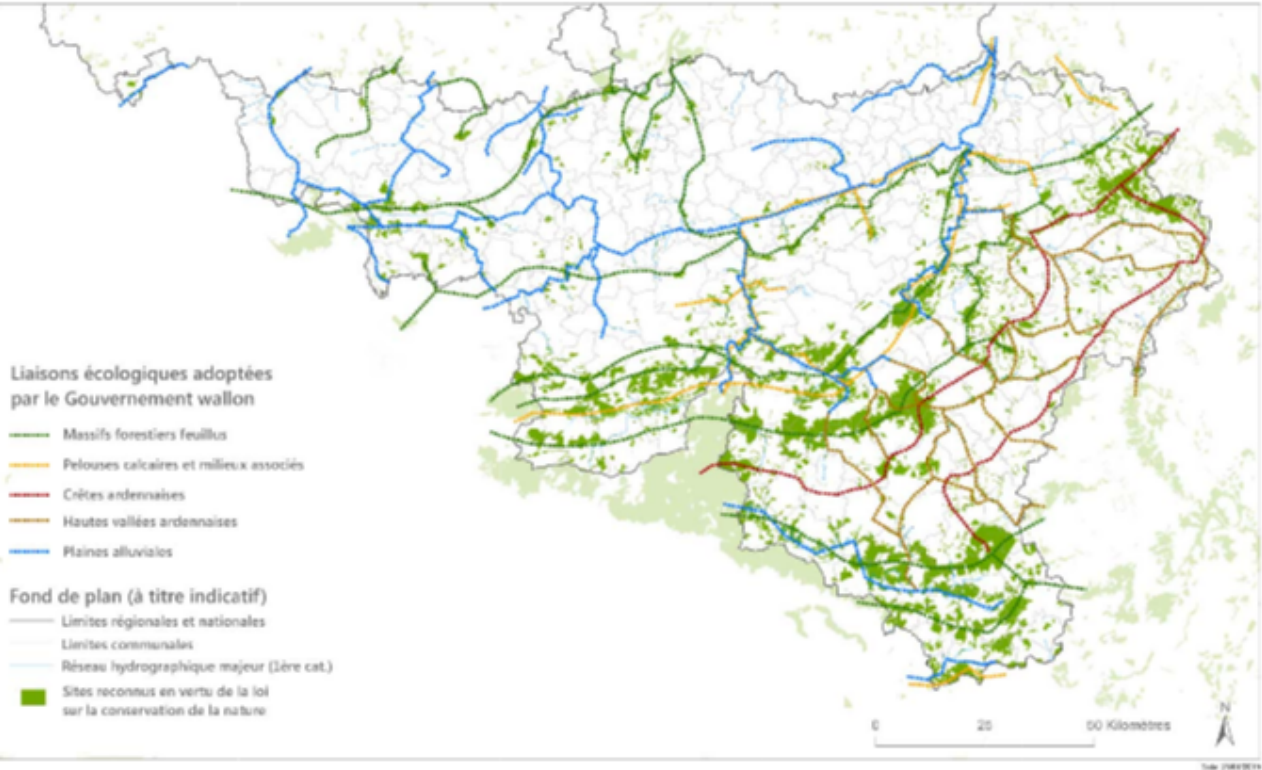 Liaisons écologiques adoptées
par le Gouvernement wallon
Massifs forestiers feuillus
Pelouses calcaires et milieux associés
Crêtes ardennaises
Hautes vallées ardennaises
Plaines alluviales
Fond de plan (à titre indicatif)
Limites régionales et nationales
Limites communales
Réseau hydrographique majeur (1ère cat.)
Sites reconnus en vertu de la loi
sur la conservation de la nature
0 25 50 Kilomètres
N